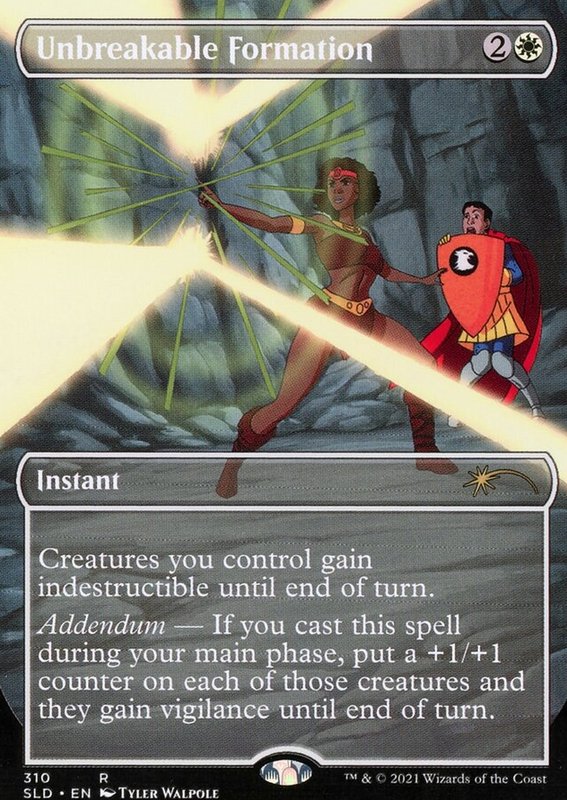 Unbreakable Formation 2
Instant
Creatures you control gain
indestructible until end of turn.
Addendum — If you cast this spell
during your main phase, put a +1/+1
counter on each of those creatures and
they gain vigilance until end of turn.
310 R
SLD • EN Tyler Walpole
™ & © 2021 Wizards of the Coast